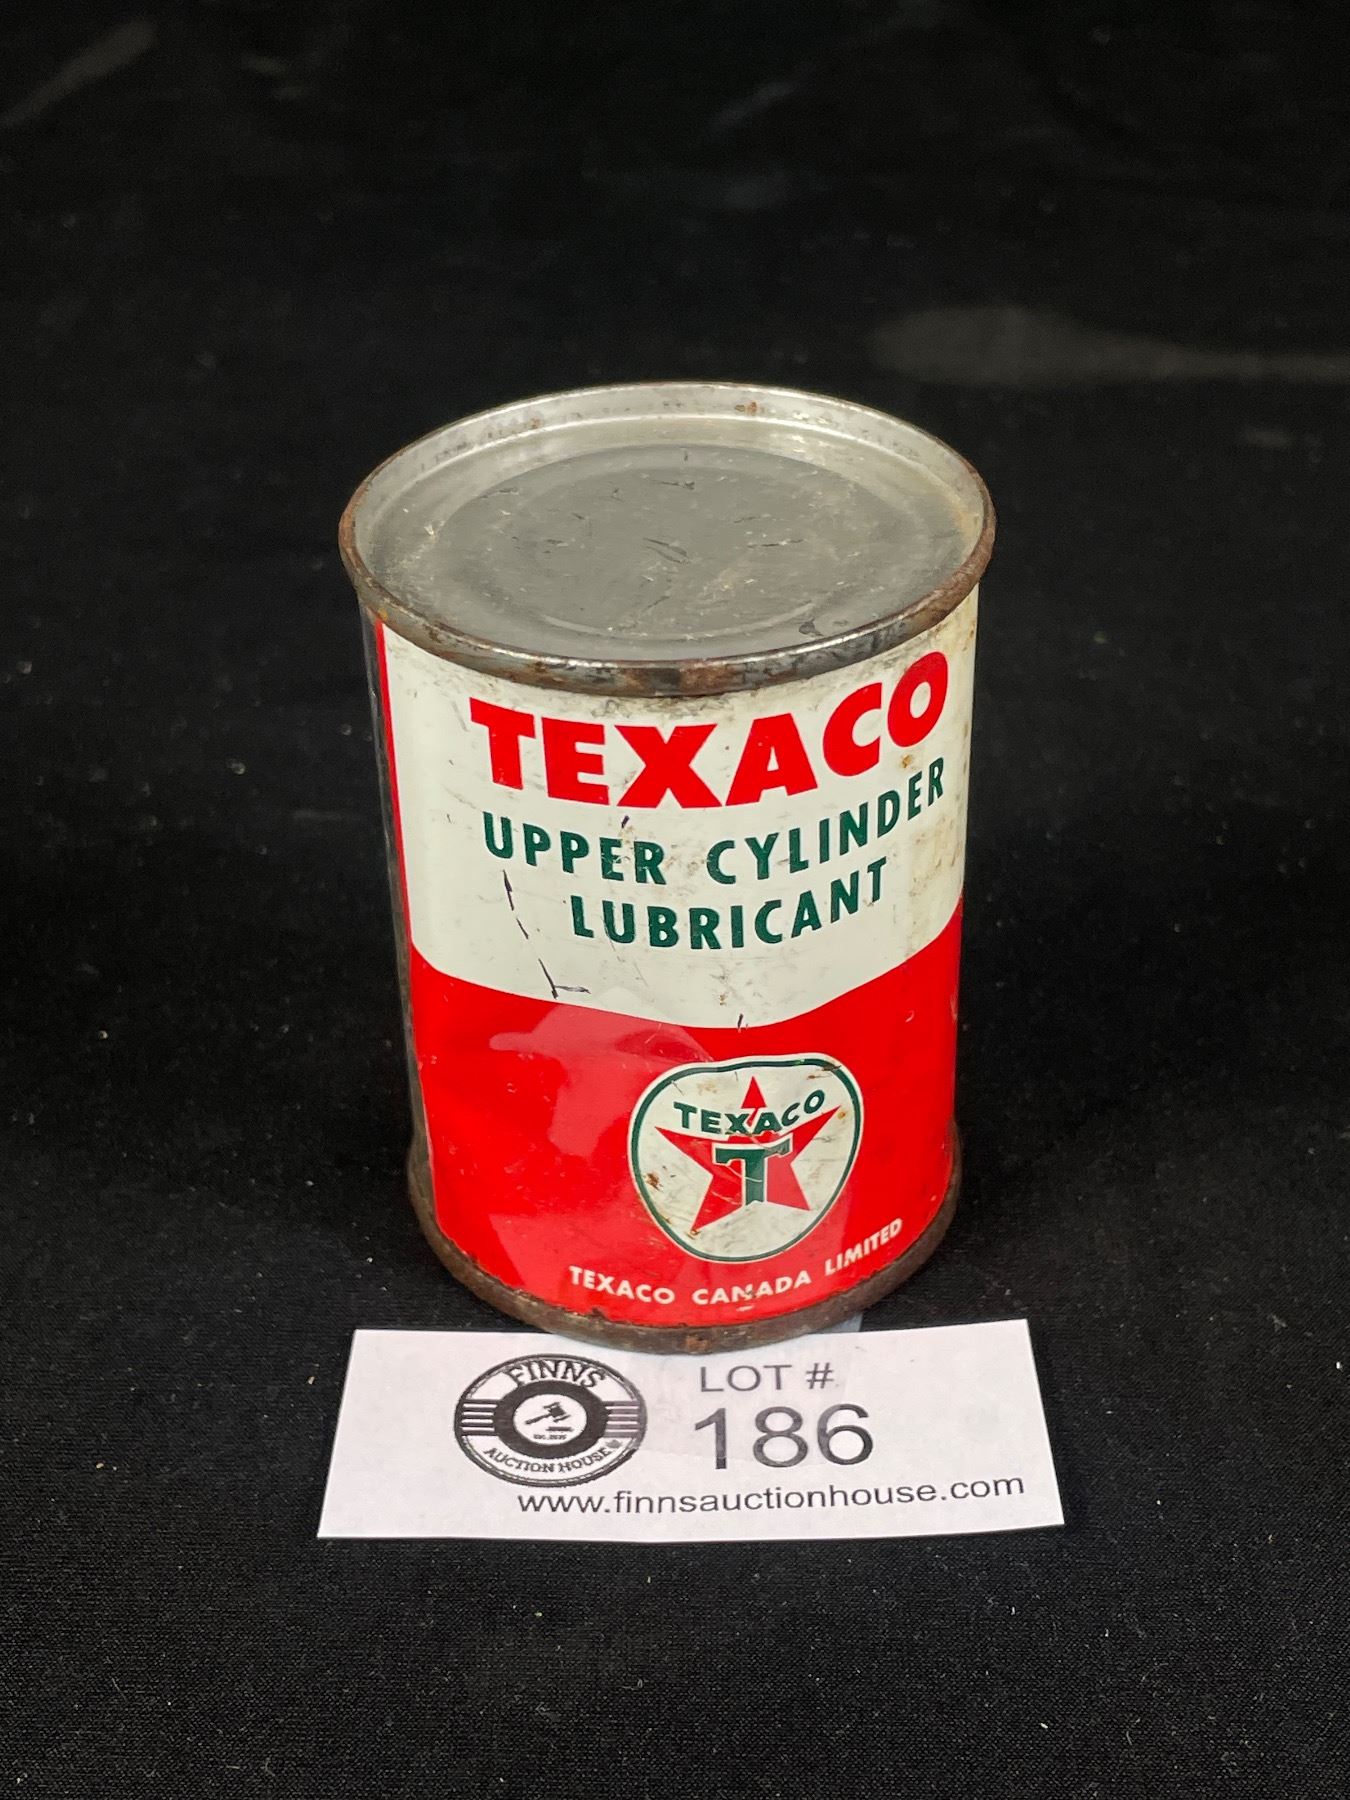 TEXACO
UPPER CYLINDER
LUBRICANT
TEXACO
T
TEXACO CANADA LIMITED
FINNS
AUCTION HOUSE
LOT #
186
www.finnsauctionhouse.com